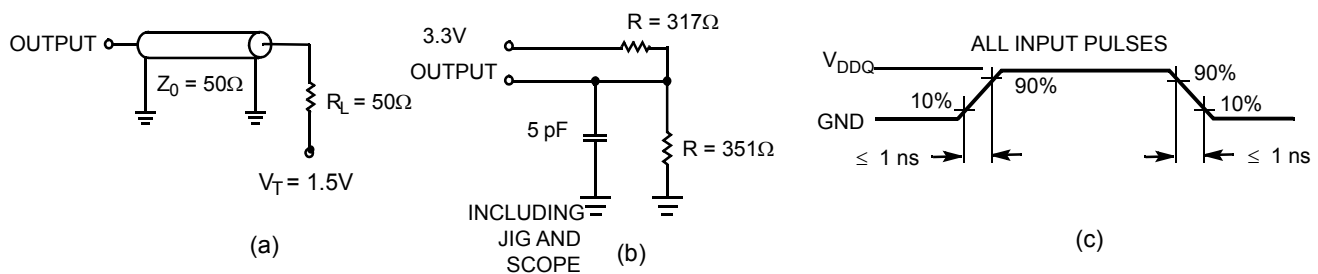 OUTPUT
Z0 = 50Ω
RL = 50Ω
VT = 1.5V
(a)
R = 317Ω
3.3V
OUTPUT
5 pF
R = 351Ω
INCLUDING
JIG AND
SCOPE
(b)
ALL INPUT PULSES
VDDQ
90%
90%
10%
10%
GND
≤ 1 ns
≤ 1 ns
(c)